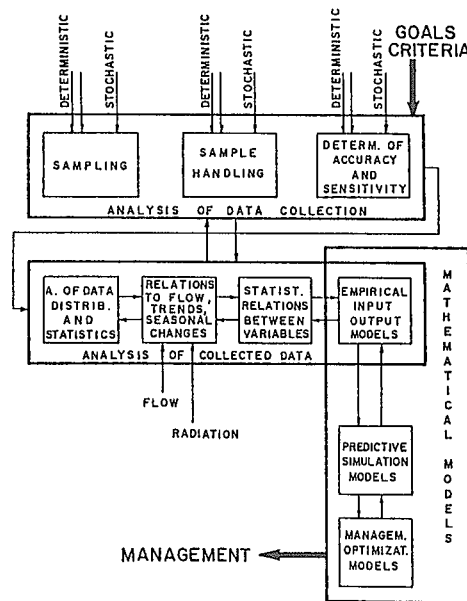 DETERMINISTIC
STOCHASTIC
DETERMINISTIC
STOCHASTIC
DETERMINISTIC
STOCHASTIC
GOALS
CRITERIA
SAMPLING
SAMPLE
HANDLING
DETERM. OF
ACCURACY
AND
SENSITIVITY
ANALYSIS OF DATA COLLECTION
A. OF DATA
DISTRIB.
AND
STATISTICS
RELATIONS
TO FLOW,
TRENDS,
SEASONAL
CHANGES
STATIST.
RELATIONS
BETWEEN
VARIABLES
EMPIRICAL
INPUT
OUTPUT
MODELS
ANALYSIS OF COLLECTED DATA
MATHEMATICAL MODELS
FLOW
RADIATION
PREDICTIVE
SIMULATION
MODELS
MANAGEM.
OPTIMIZAT.
MODELS
MANAGEMENT